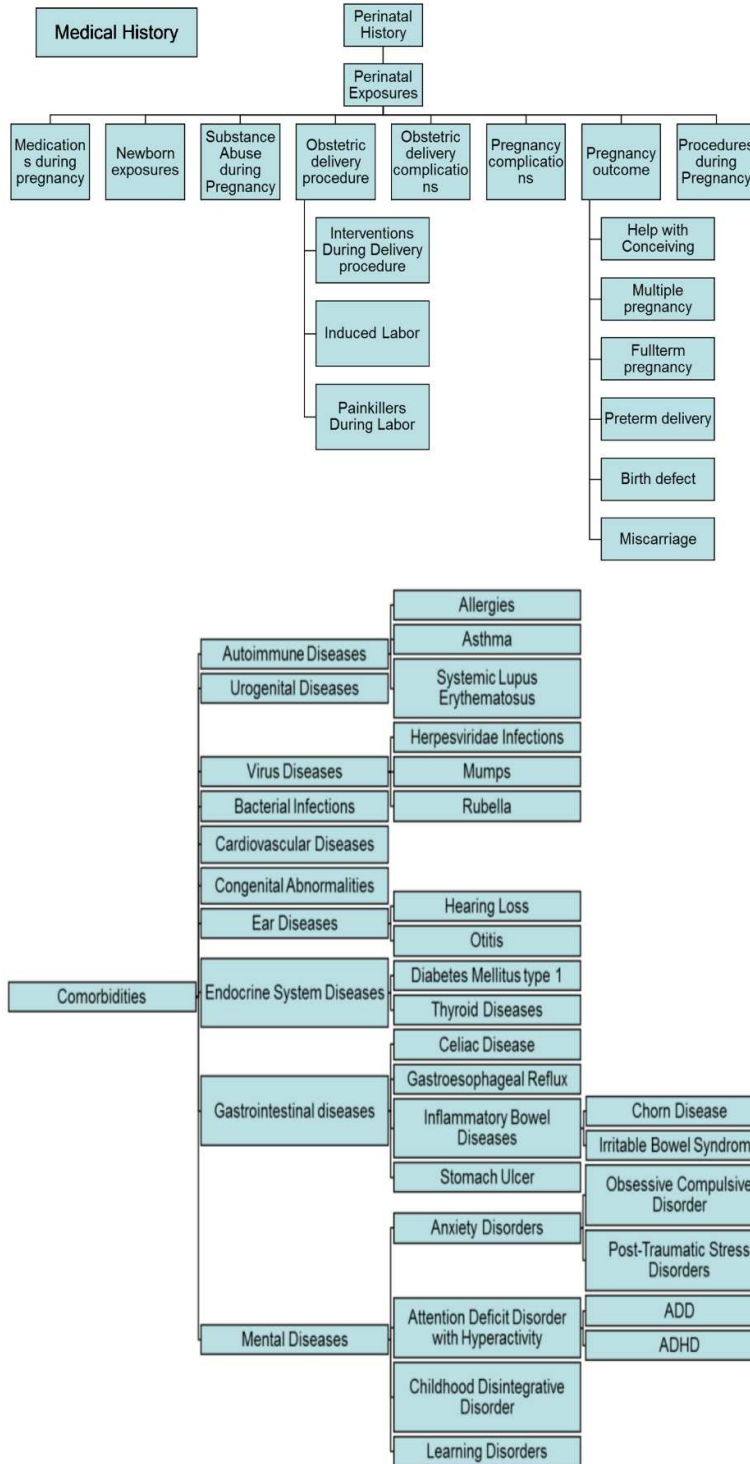 Medical History
Perinatal
History
Perinatal
Exposures
Medication
s during
pregnancy
Newborn
exposures
Substance
Abuse
during
Pregnancy
Obstetric
delivery
procedure
Obstetric
delivery
complicati
ons
Pregnancy
complicati
ons
Pregnancy
outcome
Procedures
during
Pregnancy
Interventions
During Delivery
procedure
Induced Labor
Painkillers
During Labor
Help with
Conceiving
Multiple
pregnancy
Fullterm
pregnancy
Preterm delivery
Birth defect
Miscarriage
Comorbidities
Autoimmune Diseases
Allergies
Asthma
Systemic Lupus
Erythematosus
Urogenital Diseases
Virus Diseases
Herpesviridae Infections
Mumps
Rubella
Bacterial Infections
Cardiovascular Diseases
Congenital Abnormalities
Ear Diseases
Hearing Loss
Otitis
Endocrine System Diseases
Diabetes Mellitus type 1
Thyroid Diseases
Gastrointestinal diseases
Celiac Disease
Gastroesophageal Reflux
Inflammatory Bowel
Diseases
Chorn Disease
Irritable Bowel Syndrom
Stomach Ulcer
Mental Diseases
Anxiety Disorders
Obsessive Compulsive
Disorder
Post-Traumatic Stress
Disorders
Attention Deficit Disorder
with Hyperactivity
ADD
ADHD
Childhood Disintegrative
Disorder
Learning Disorders